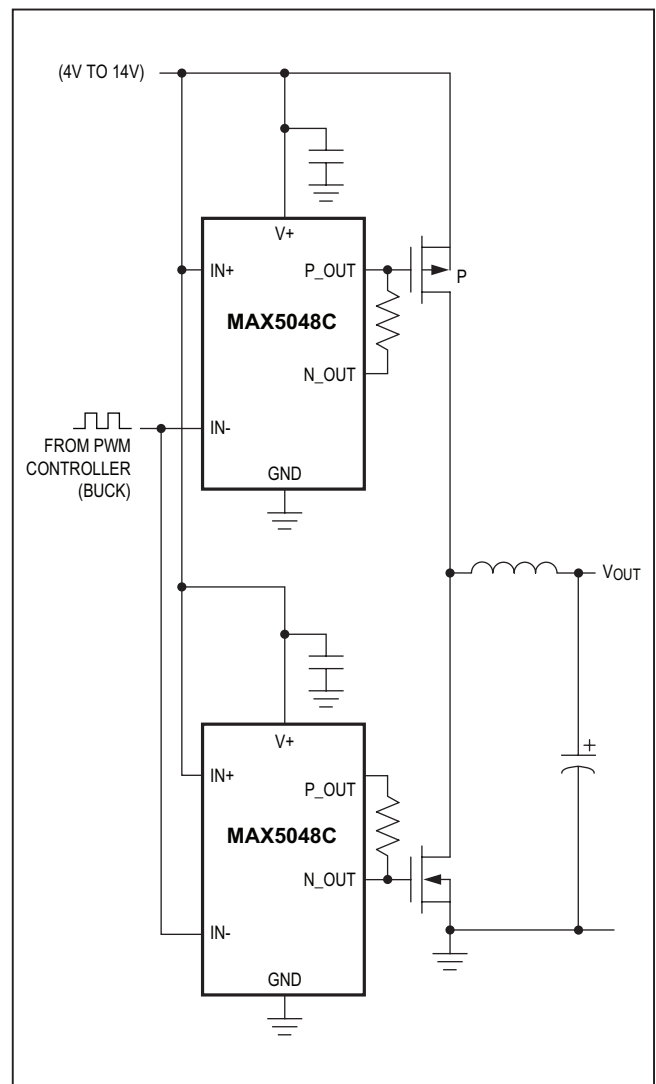 (4V TO 14V)
V+
IN+
P_OUT
P
MAX5048C
N_OUT
IN-
FROM PWM
CONTROLLER
(BUCK)
GND
VOUT
V+
+
IN+
P_OUT
MAX5048C
N_OUT
IN-
GND